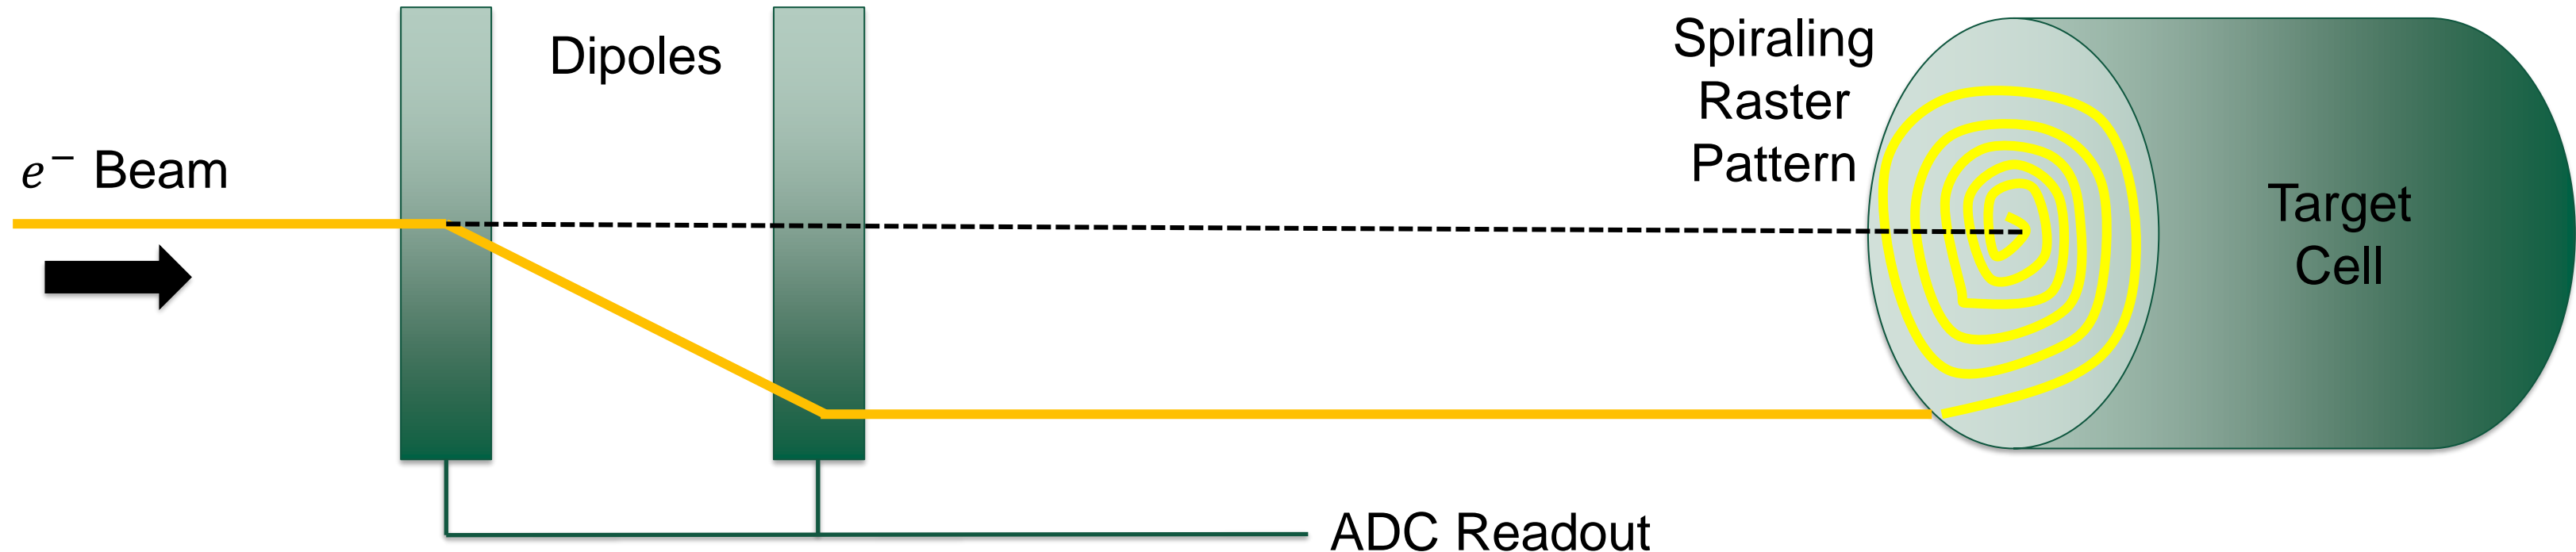 Dipoles
Spiraling
Raster
Pattern
e⁻ Beam
Target
Cell
ADC Readout